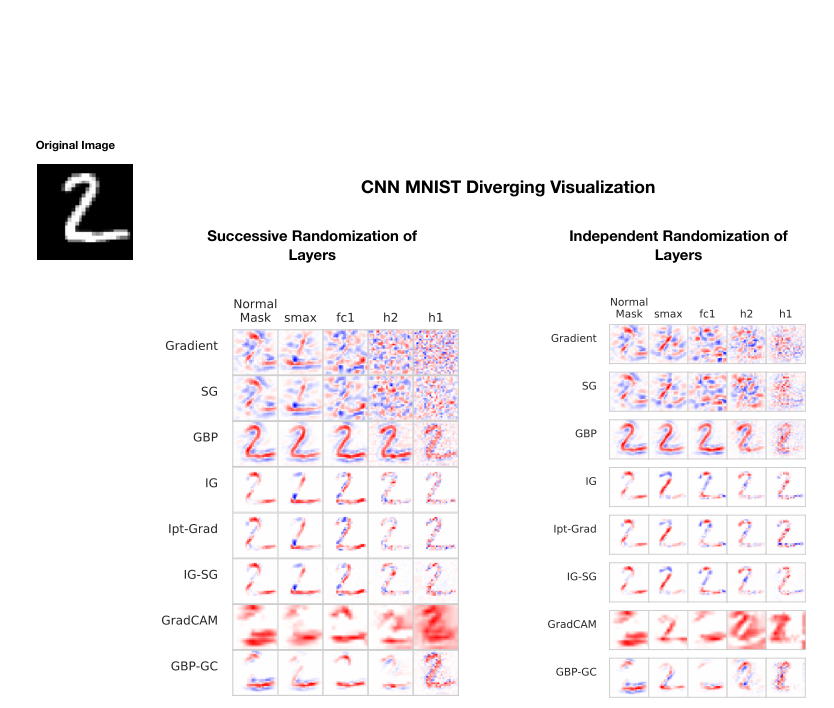 Original Image
CNN MNIST Diverging Visualization
Successive Randomization of
Layers
Normal
Mask smax fc1 h2 h1
Gradient
SG
GBP
IG
Ipt-Grad
IG-SG
GradCAM
GBP-GC
Independent Randomization of
Layers
Normal
Mask smax fc1 h2 h1
Gradient
SG
GBP
IG
Ipt-Grad
IG-SG
GradCAM
GBP-GC